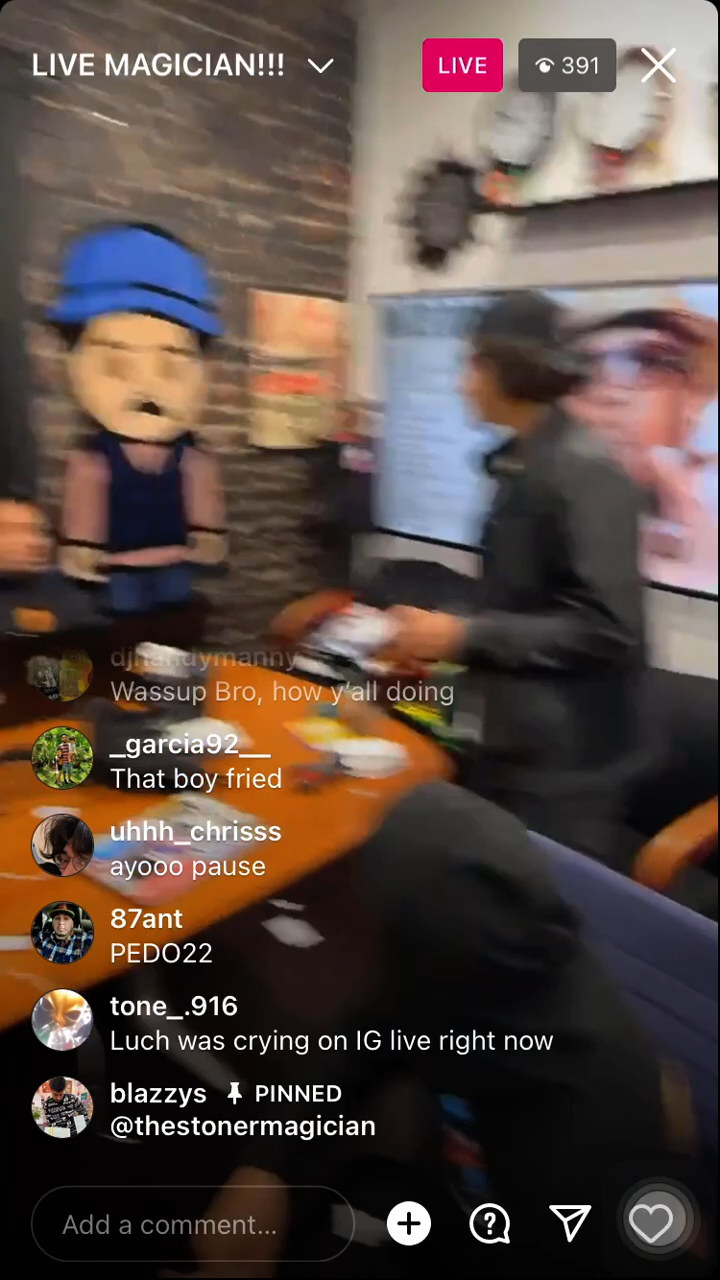 LIVE MAGICIAN!!!
LIVE
391
djhandymanny
Wassup Bro, how y'all doing
_garcia92__
That boy fried
uhhh_chrisss
ayooo pause
87ant
PEDO22
tone_.916
Luch was crying on IG live right now
blazzys PINNED
@thestonermagician
Add a comment...